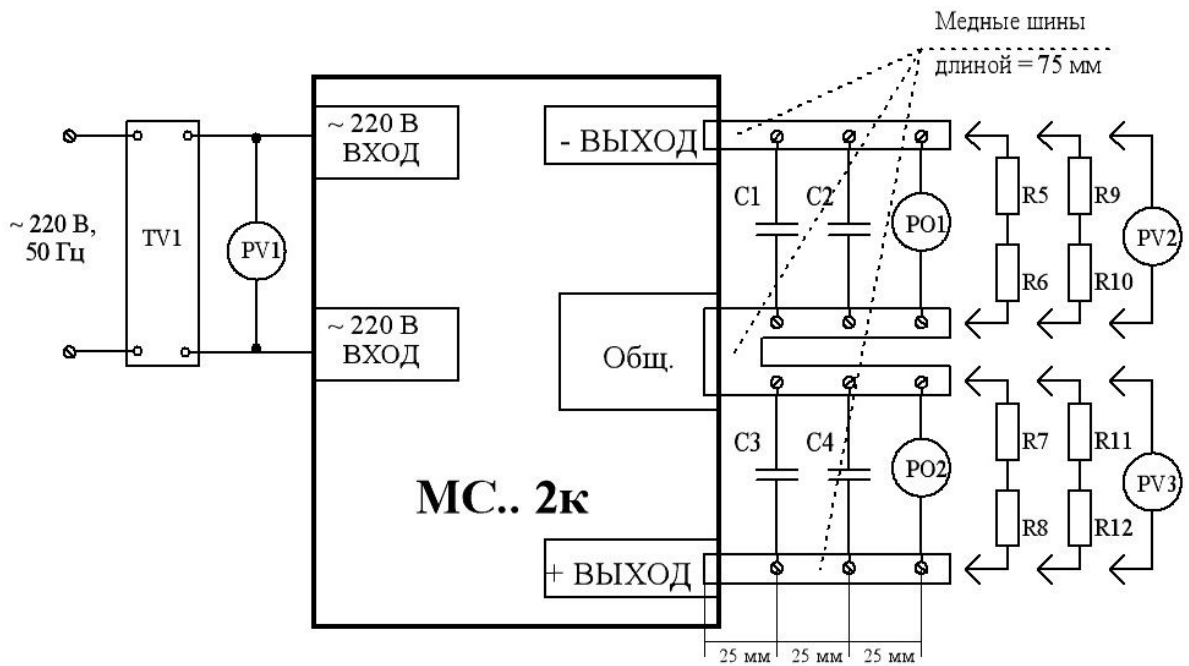 Медные шины
длиной = 75 мм
~ 220 В
ВХОД
- ВЫХОД
~ 220 В,
50 Гц
TV1
PV1
C1
C2
PO1
R5
R9
PV2
R6
R10
~ 220 В
ВХОД
Общ.
C3
C4
PO2
R7
R11
PV3
R8
R12
МС.. 2к
+ ВЫХОД
25 мм
25 мм
25 мм